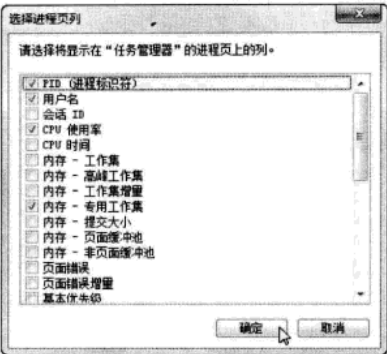 选择进程页列
请选择将显示在“任务管理器”的进程页上的列。
PID (进程标识符)
用户名
会话 ID
CPU 使用率
CPU 时间
内存 - 工作集
内存 - 高峰工作集
内存 - 工作集增量
内存 - 专用工作集
内存 - 提交大小
内存 - 页面缓冲池
内存 - 非页面缓冲池
页面错误
页面错误增量
基本优先级
确定 取消